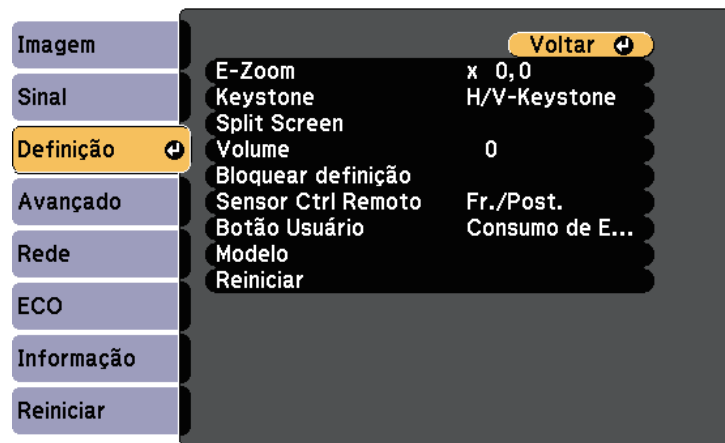 Imagem
Sinal
Definição
Avançado
Rede
ECO
Informação
Reiniciar
Voltar
E-Zoom x 0,0
Keystone H/V-Keystone
Split Screen
Volume 0
Bloquear definição
Sensor Ctrl Remoto Fr./Post.
Botão Usuário Consumo de E...
Modelo
Reiniciar